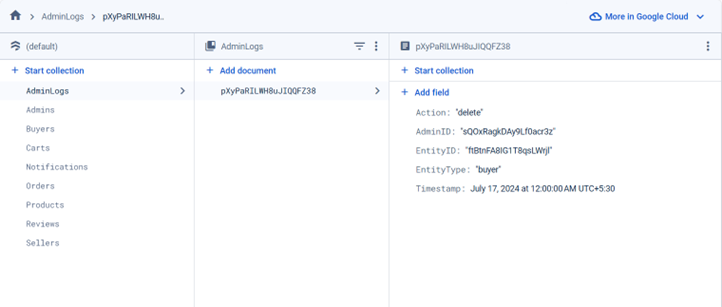 AdminLogs pXyPaRILWH8u.. More in Google Cloud
(default) AdminLogs pXyPaRILWH8uJIQQFZ38
Start collection Add document Start collection
AdminLogs pXyPaRILWH8uJIQQFZ38 Add field
Admins
Buyers
Carts
Notifications
Orders
Products
Reviews
Sellers
Action: "delete"
AdminID: "sQOxRagkDAy9Lf0acr3z"
EntityID: "ftBtnFA8lG1T8qsLWrjl"
EntityType: "buyer"
Timestamp: July 17, 2024 at 12:00:00 AM UTC+5:30